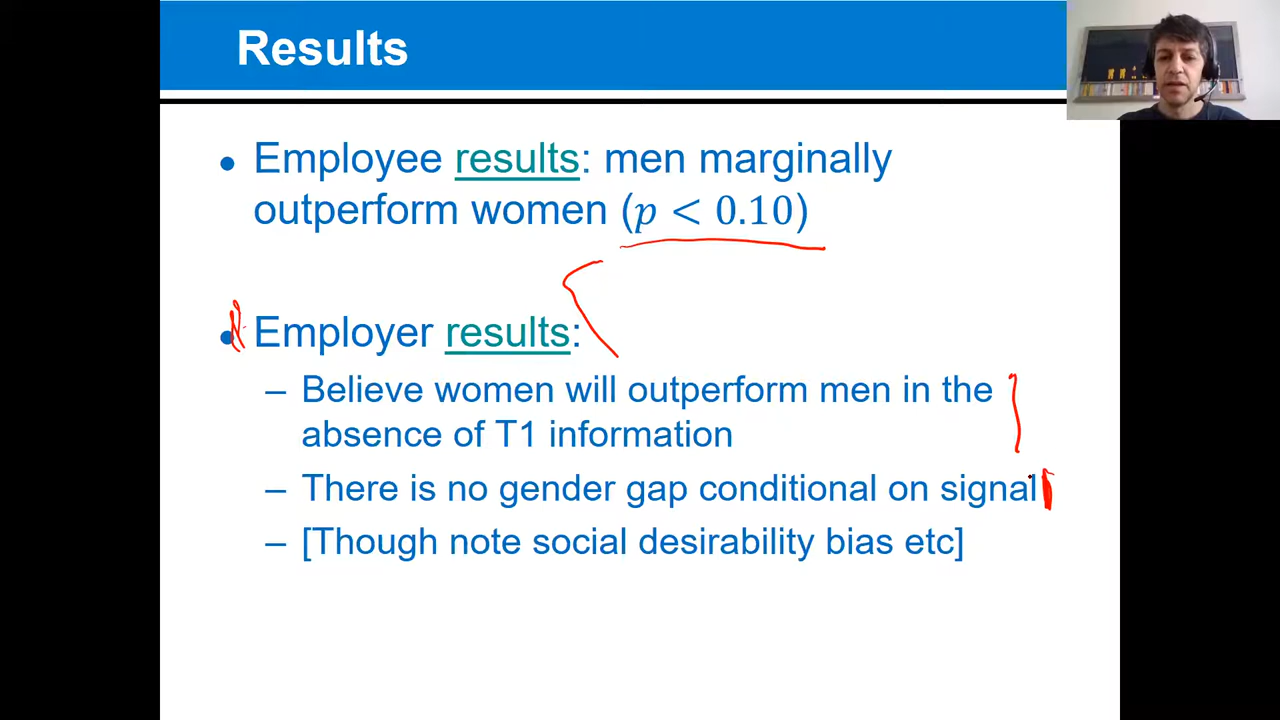 Results
• Employee results: men marginally
outperform women (p < 0.10)
• Employer results:
– Believe women will outperform men in the
absence of T1 information
– There is no gender gap conditional on signal
– [Though note social desirability bias etc]